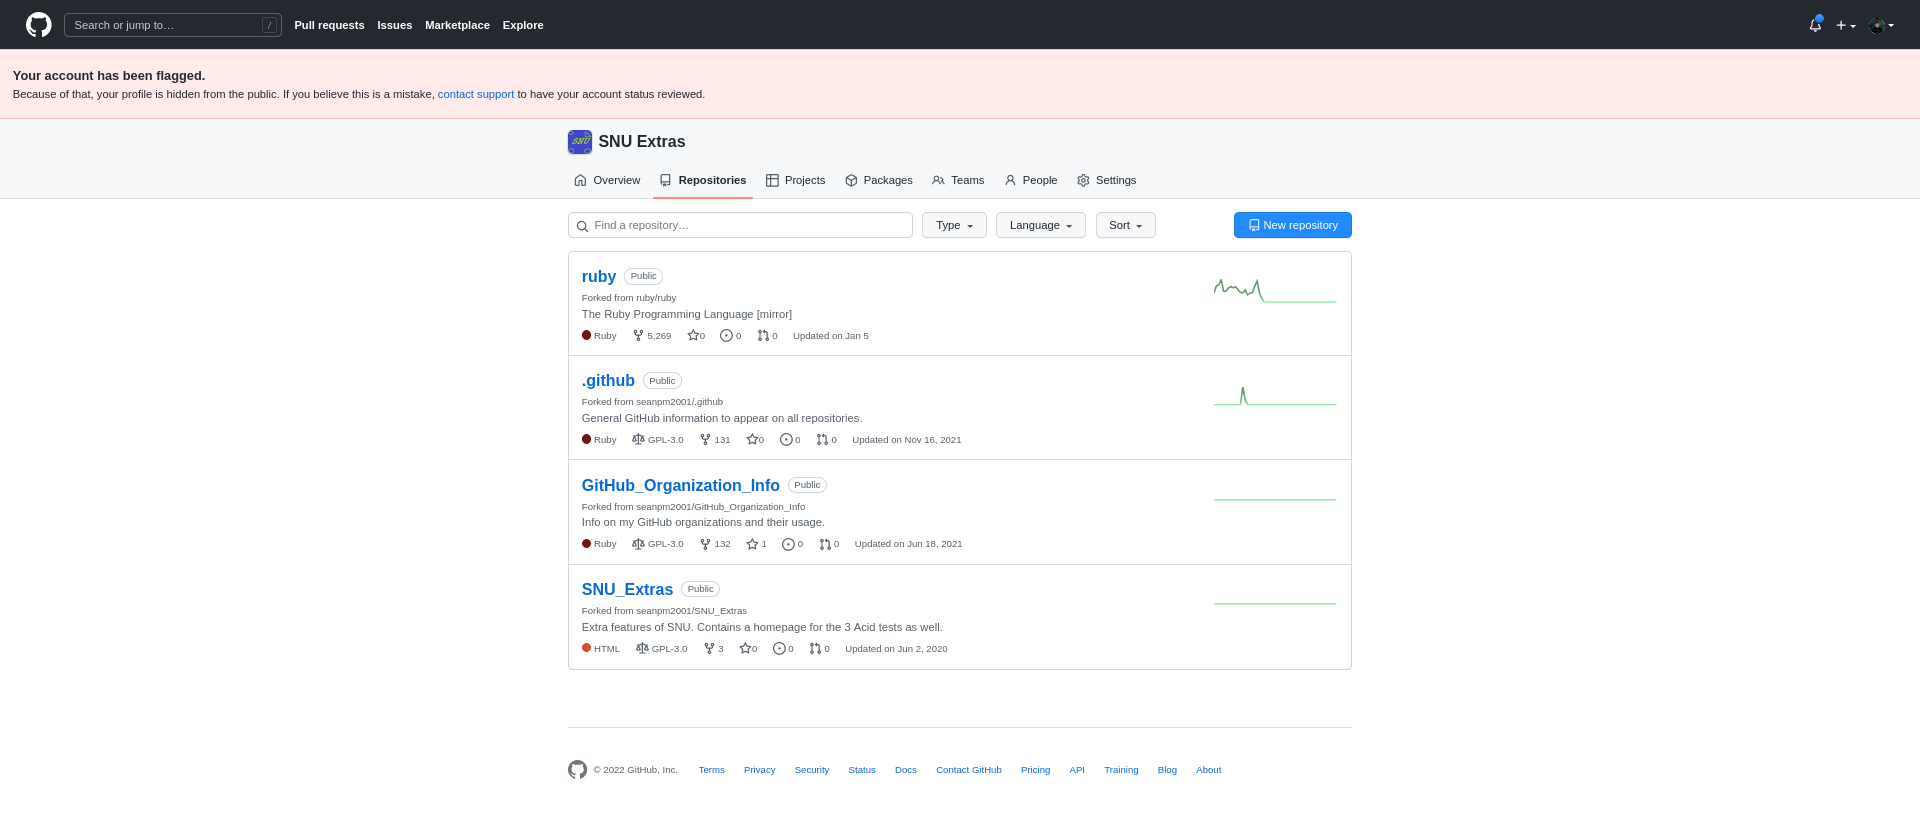 Search or jump to… / Pull requests Issues Marketplace Explore
Your account has been flagged.
Because of that, your profile is hidden from the public. If you believe this is a mistake, contact support to have your account status reviewed.
SNU SNU Extras
Overview Repositories Projects Packages Teams People Settings
Find a repository… Type Language Sort New repository
ruby Public
Forked from ruby/ruby
The Ruby Programming Language [mirror]
Ruby 5,269 0 0 0 Updated on Jan 5
.github Public
Forked from seanpm2001/.github
General GitHub information to appear on all repositories.
Ruby GPL-3.0 131 0 0 0 Updated on Nov 16, 2021
GitHub_Organization_Info Public
Forked from seanpm2001/GitHub_Organization_Info
Info on my GitHub organizations and their usage.
Ruby GPL-3.0 132 1 0 0 Updated on Jun 18, 2021
SNU_Extras Public
Forked from seanpm2001/SNU_Extras
Extra features of SNU. Contains a homepage for the 3 Acid tests as well.
HTML GPL-3.0 3 0 0 0 Updated on Jun 2, 2020
© 2022 GitHub, Inc. Terms Privacy Security Status Docs Contact GitHub Pricing API Training Blog About